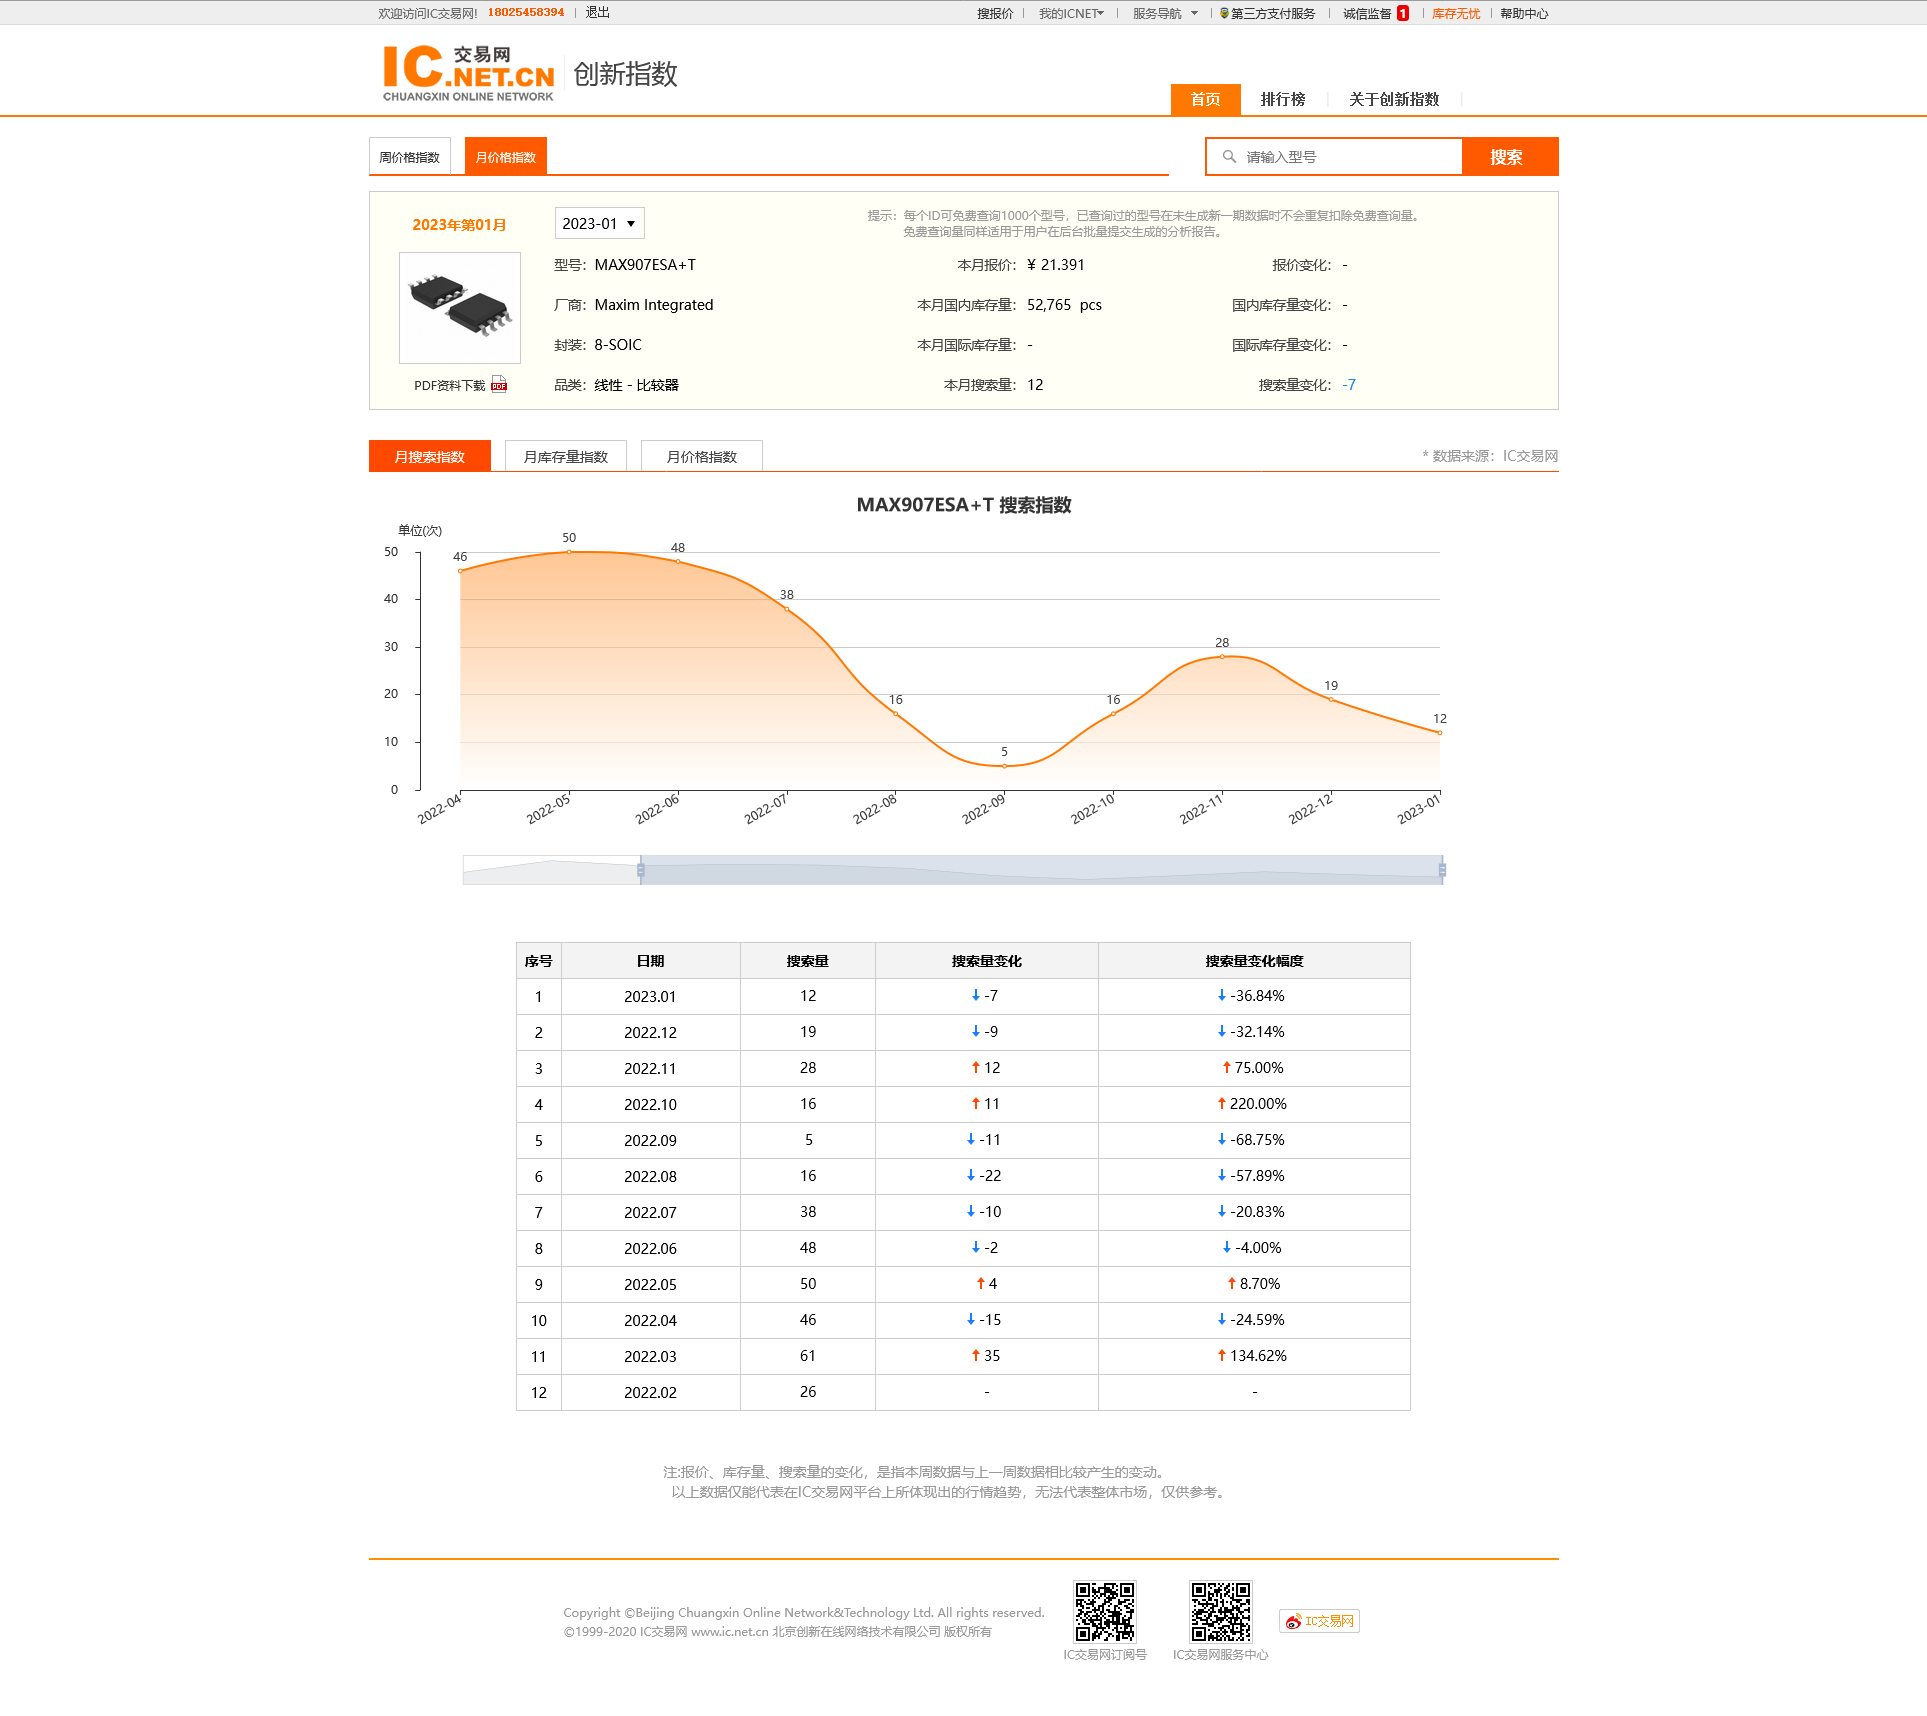 欢迎访问IC交易网! 18025458394 退出 搜报价 我的ICNET 服务导航 第三方支付服务 诚信监督 1 库存无忧 帮助中心
IC交易网.NET.CN
CHUANGXIN ONLINE NETWORK
创新指数
首页 排行榜 关于创新指数
周价格指数 月价格指数 请输入型号 搜索
2023年第01月 2023-01
提示：每个ID可免费查询1000个型号，已查询过的型号在未生成新一期数据时不会重复扣除免费查询量。
免费查询量同样适用于用户在后台批量提交生成的分析报告。
型号：MAX907ESA+T 本月报价：¥ 21.391 报价变化：-
厂商：Maxim Integrated 本月国内库存量：52,765 pcs 国内库存量变化：-
封装：8-SOIC 本月国际库存量：- 国际库存量变化：-
PDF资料下载 PDF 品类：线性 - 比较器 本月搜索量：12 搜索量变化：-7
月搜索指数 月库存量指数 月价格指数 * 数据来源：IC交易网
MAX907ESA+T 搜索指数
单位(次)
50
40
30
20
10
0
46 50 48 38 16 5 16 28 19 12
2022-04 2022-05 2022-06 2022-07 2022-08 2022-09 2022-10 2022-11 2022-12 2023-01
序号 日期 搜索量 搜索量变化 搜索量变化幅度
1 2023.01 12 ↓ -7 ↓ -36.84%
2 2022.12 19 ↓ -9 ↓ -32.14%
3 2022.11 28 ↑ 12 ↑ 75.00%
4 2022.10 16 ↑ 11 ↑ 220.00%
5 2022.09 5 ↓ -11 ↓ -68.75%
6 2022.08 16 ↓ -22 ↓ -57.89%
7 2022.07 38 ↓ -10 ↓ -20.83%
8 2022.06 48 ↓ -2 ↓ -4.00%
9 2022.05 50 ↑ 4 ↑ 8.70%
10 2022.04 46 ↓ -15 ↓ -24.59%
11 2022.03 61 ↑ 35 ↑ 134.62%
12 2022.02 26 - -
注:报价、库存量、搜索量的变化，是指本周数据与上一周数据相比较产生的变动。
以上数据仅能代表在IC交易网平台上所体现出的行情趋势，无法代表整体市场，仅供参考。
Copyright ©Beijing Chuangxin Online Network&Technology Ltd. All rights reserved.
©1999-2020 IC交易网 www.ic.net.cn 北京创新在线网络技术有限公司 版权所有
IC交易网订阅号 IC交易网服务中心
IC交易网